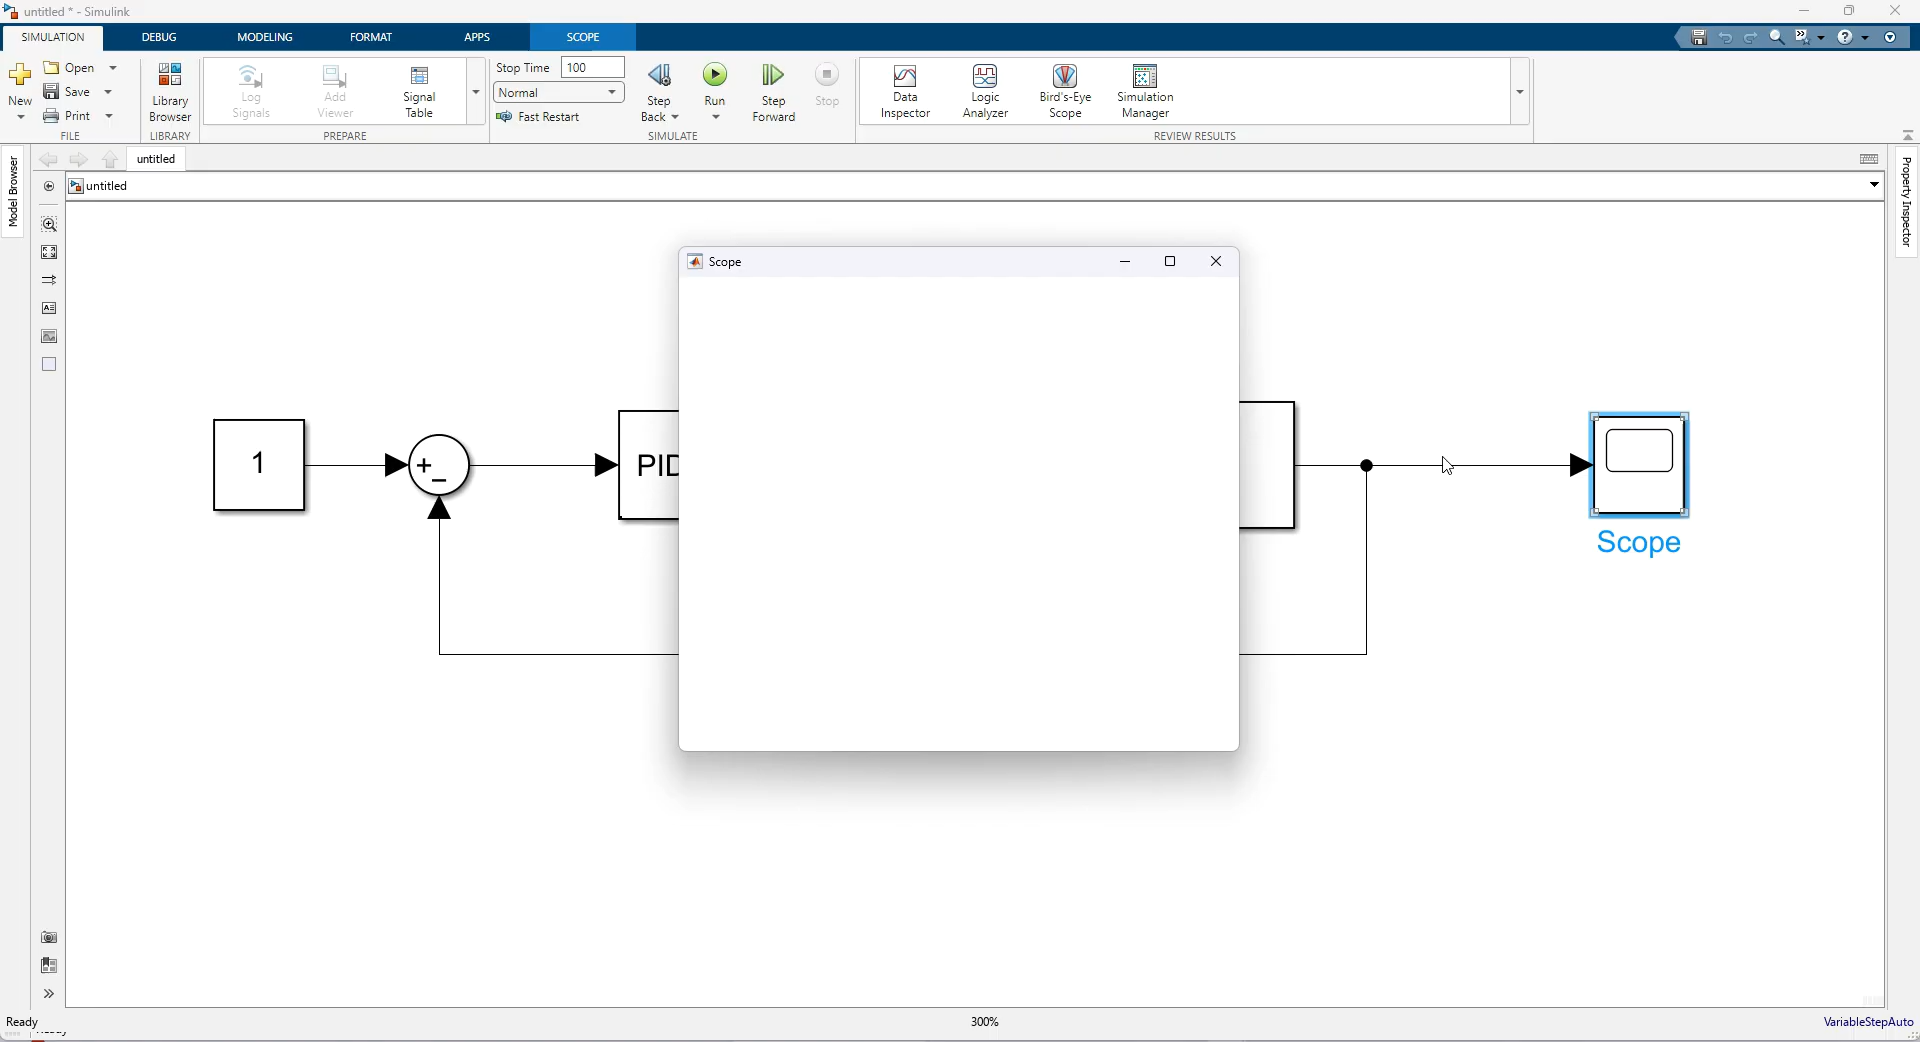 untitled * - Simulink
SIMULATION DEBUG MODELING FORMAT APPS SCOPE
New
Open
Save
Print
FILE
Library
Browser
LIBRARY
Log
Signals
Add
Viewer
Signal
Table
PREPARE
Stop Time 100
Normal
Fast Restart
Step
Back
Run
Step
Forward
Stop
SIMULATE
Data
Inspector
Logic
Analyzer
Bird's-Eye
Scope
Simulation
Manager
REVIEW RESULTS
Model Browser
untitled
untitled
Property Inspector
Scope
1
+
−
PID
Scope
Ready
300%
VariableStepAuto